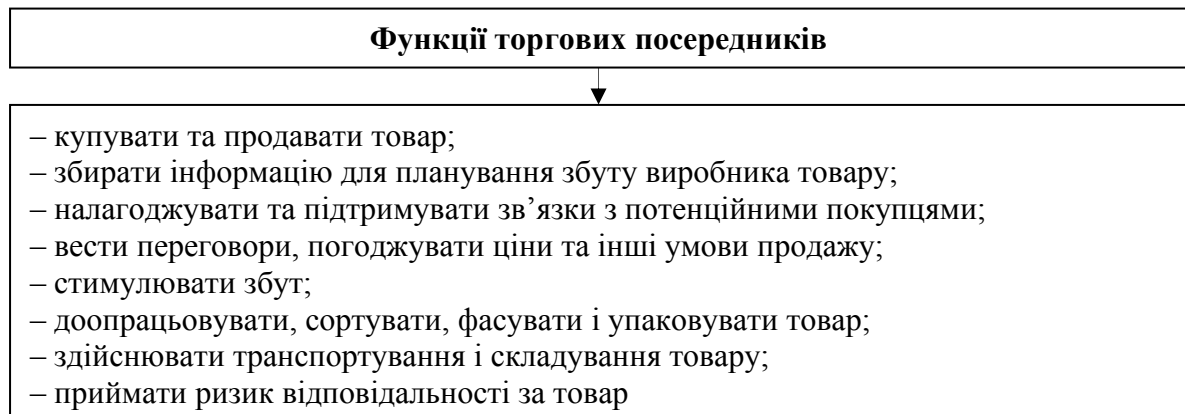 Функції торгових посередників
– купувати та продавати товар;
– збирати інформацію для планування збуту виробника товару;
– налагоджувати та підтримувати зв’язки з потенційними покупцями;
– вести переговори, погоджувати ціни та інші умови продажу;
– стимулювати збут;
– доопрацьовувати, сортувати, фасувати і упаковувати товар;
– здійснювати транспортування і складування товару;
– приймати ризик відповідальності за товар